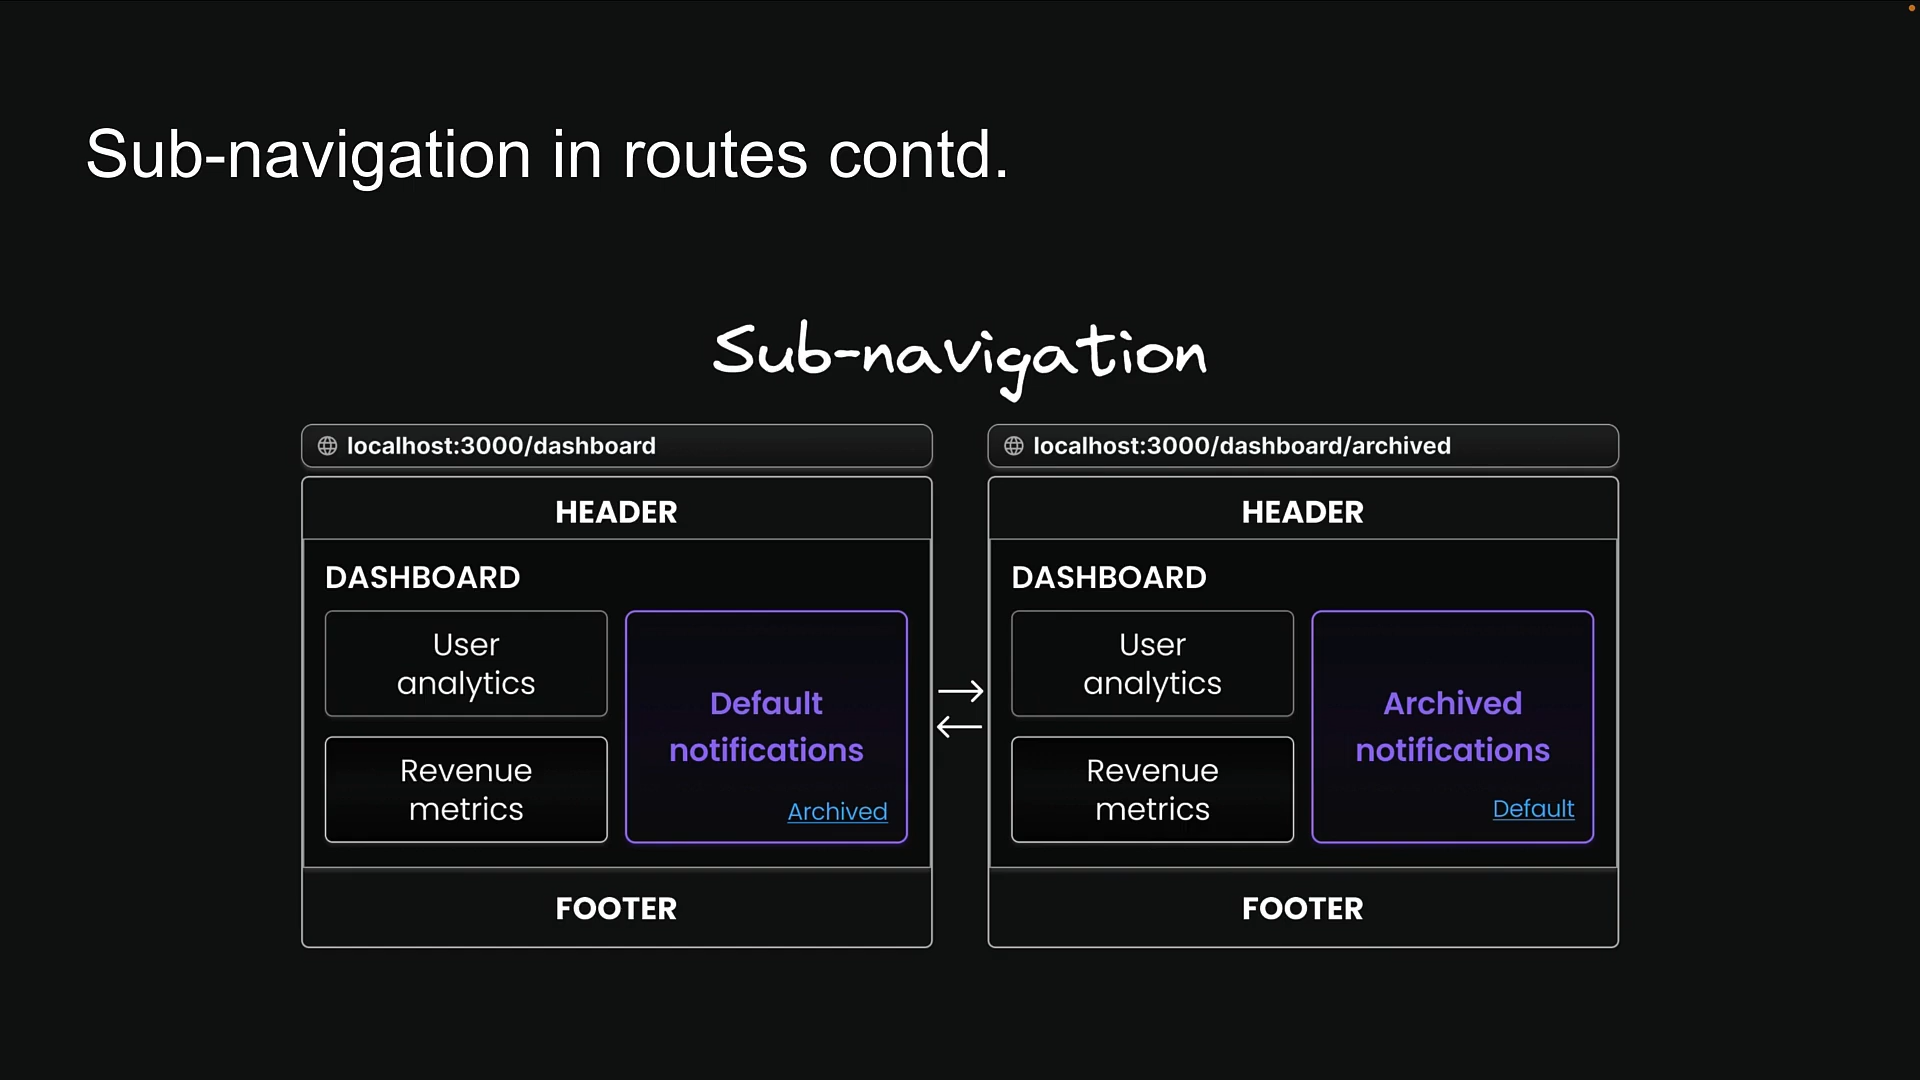 Sub-navigation in routes contd.
Sub-navigation
localhost:3000/dashboard
HEADER
DASHBOARD
User
analytics
Revenue
metrics
Default
notifications
Archived
FOOTER
localhost:3000/dashboard/archived
HEADER
DASHBOARD
User
analytics
Revenue
metrics
Archived
notifications
Default
FOOTER